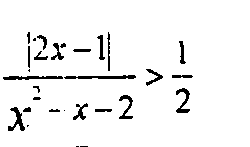 |2x-1| / (x² - x - 2) > 1/2